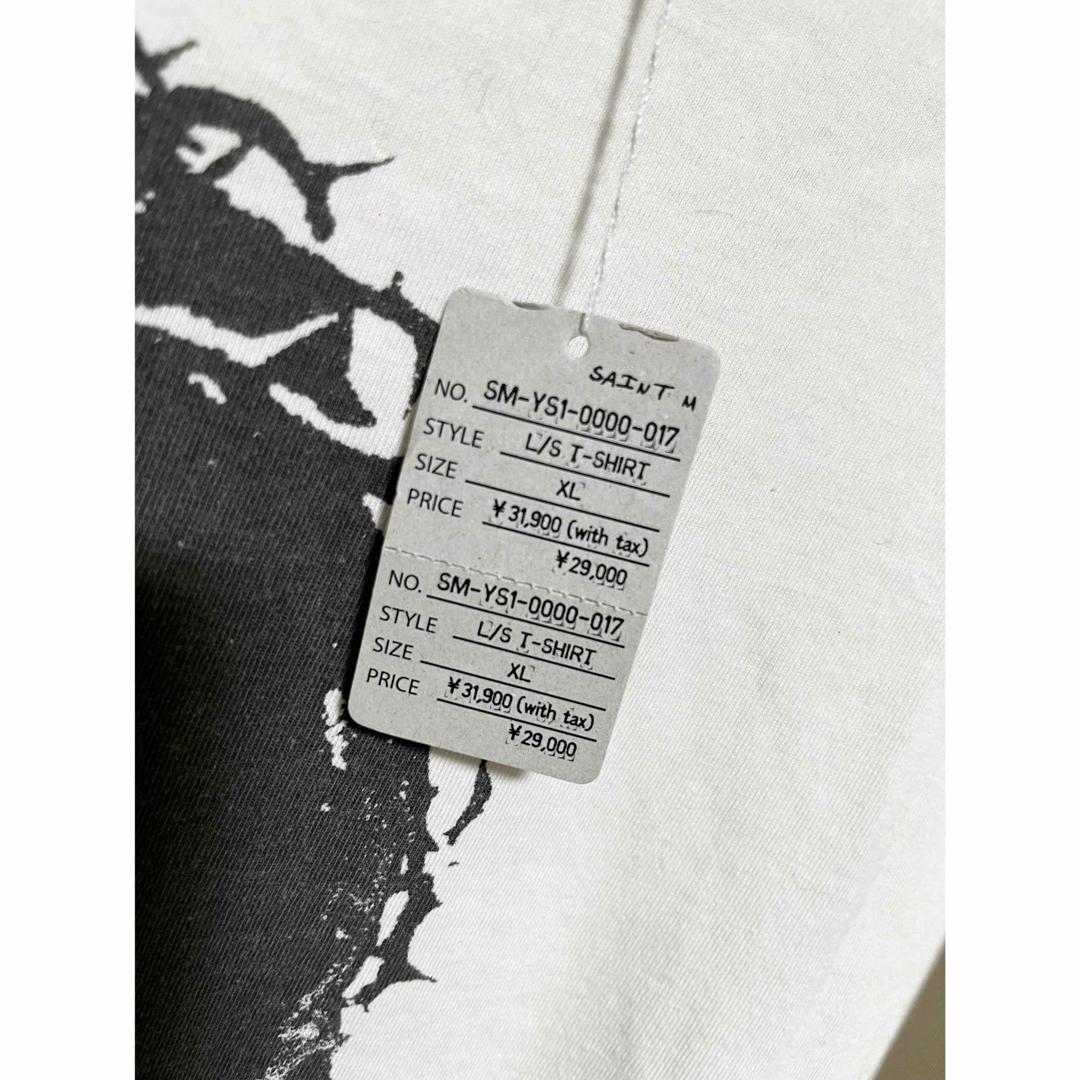 SAINT M
NO. SM-YS1-0000-017
STYLE L/S T-SHIRT
SIZE XL
PRICE ¥31,900 (with tax)
¥29,000
NO. SM-YS1-0000-017
STYLE L/S T-SHIRT
SIZE XL
PRICE ¥31,900 (with tax)
¥29,000